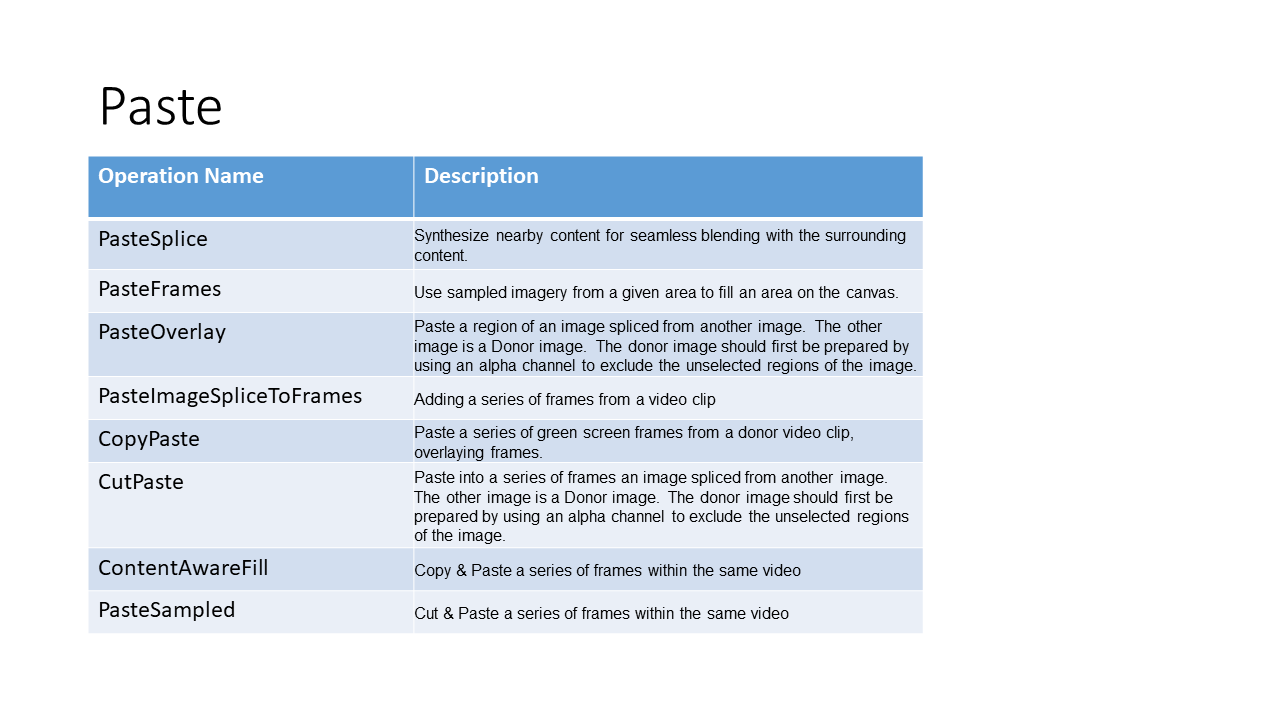 Paste
Operation Name
Description
PasteSplice
Synthesize nearby content for seamless blending with the surrounding
content.
PasteFrames
Use sampled imagery from a given area to fill an area on the canvas.
PasteOverlay
Paste a region of an image spliced from another image.  The other
image is a Donor image.  The donor image should first be prepared by
using an alpha channel to exclude the unselected regions of the image.
PasteImageSpliceToFrames
Adding a series of frames from a video clip
CopyPaste
Paste a series of green screen frames from a donor video clip,
overlaying frames.
CutPaste
Paste into a series of frames an image spliced from another image.
The other image is a Donor image.  The donor image should first be
prepared by using an alpha channel to exclude the unselected regions
of the image.
ContentAwareFill
Copy & Paste a series of frames within the same video
PasteSampled
Cut & Paste a series of frames within the same video